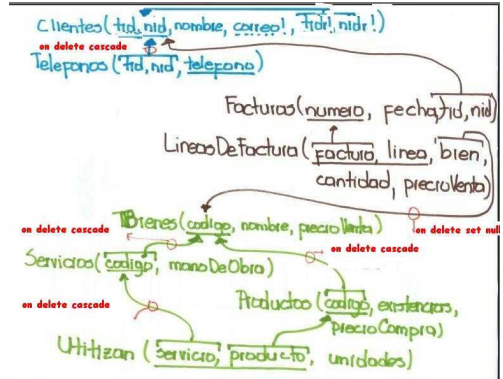 Clientes(tid,nid,nombre, correo!, tidr!, nidr!)
on delete cascade
Telefonos(tid,nid, telefono)
Facturas(numero, fecha,tid,nid)
LineasDeFactura(factura, linea, bien,
cantidad, precioVenta)
Bienes(codigo, nombre, precioVenta)
on delete cascade
on delete set null
on delete cascade
Servicios(codigo, manoDeObra)
on delete cascade
Productos(codigo, existencias,
precioCompra)
Utilizan (servicio, producto, unidades)